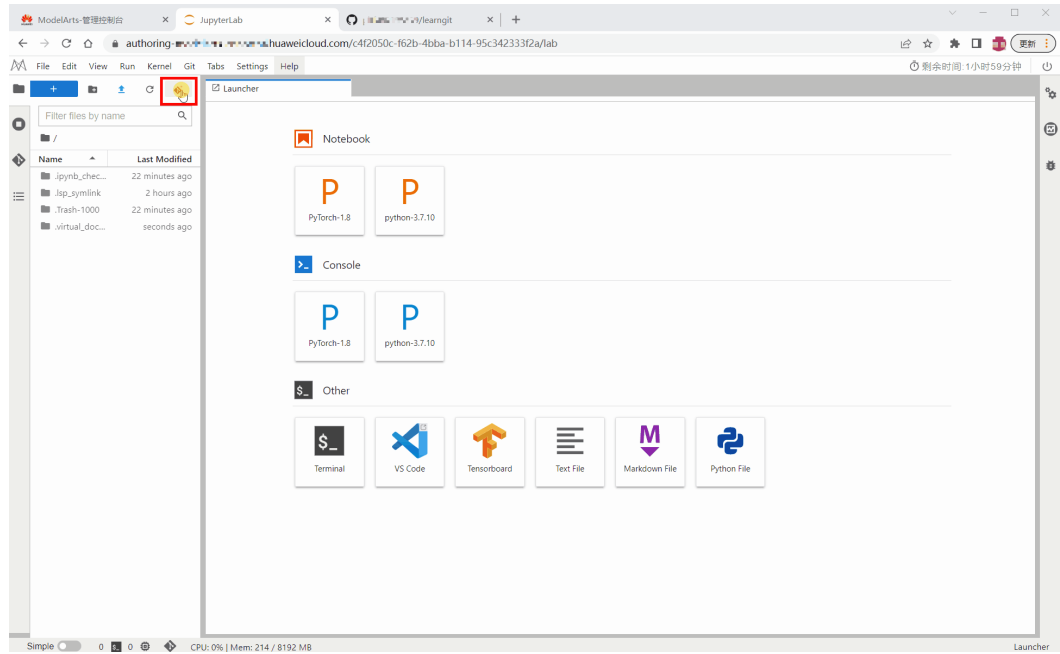 ModelArts-管理控制台
JupyterLab
/learngit
authoring- huaweicloud.com/c4f2050c-f62b-4bba-b114-95c342333f2a/lab
更新
File Edit View Run Kernel Git Tabs Settings Help
剩余时间:1小时59分钟
Launcher
Filter files by name
/
Name Last Modified
.ipynb_chec... 22 minutes ago
.lsp_symlink 2 hours ago
.Trash-1000 22 minutes ago
.virtual_doc... seconds ago
Notebook
P P
PyTorch-1.8 python-3.7.10
Console
P P
PyTorch-1.8 python-3.7.10
$_ Other
$_ M
Terminal VS Code Tensorboard Text File Markdown File Python File
Simple 0 $_ 0 CPU: 0% | Mem: 214 / 8192 MB Launcher